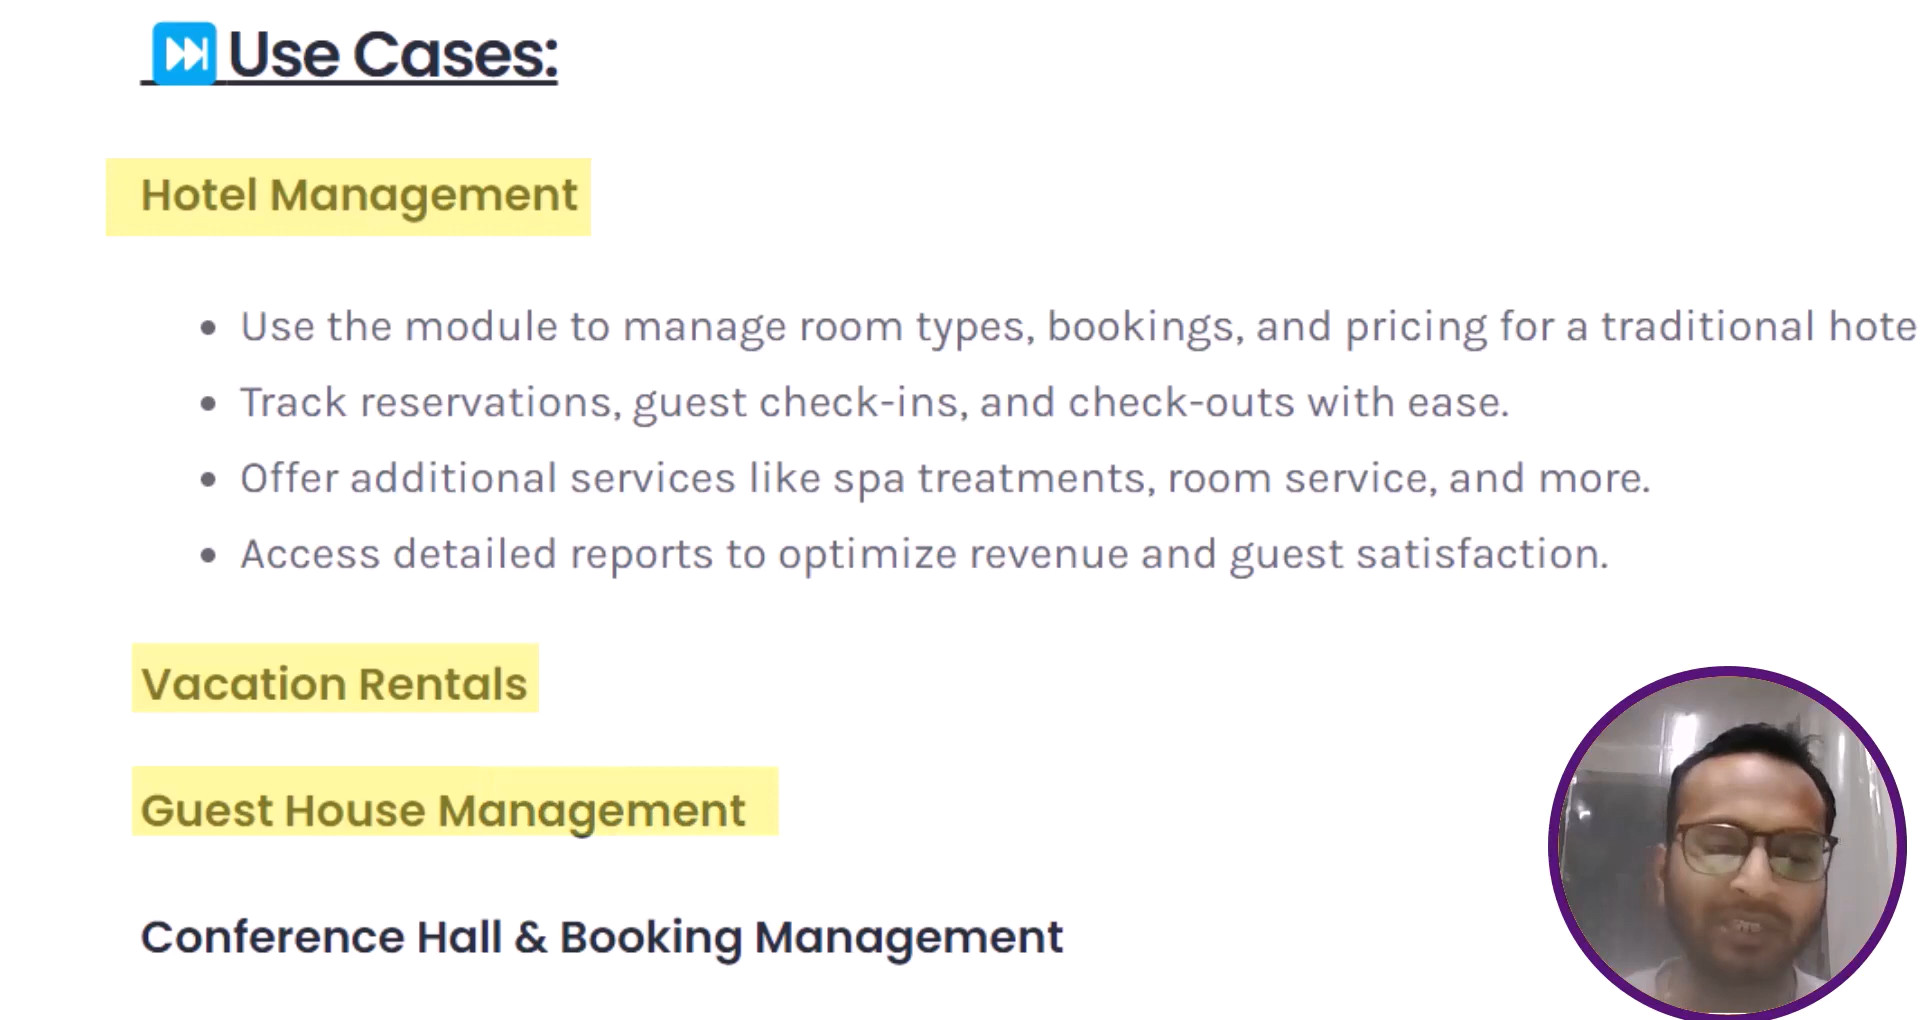 Use Cases:
Hotel Management
Use the module to manage room types, bookings, and pricing for a traditional hote
Track reservations, guest check-ins, and check-outs with ease.
Offer additional services like spa treatments, room service, and more.
Access detailed reports to optimize revenue and guest satisfaction.
Vacation Rentals
Guest House Management
Conference Hall & Booking Management